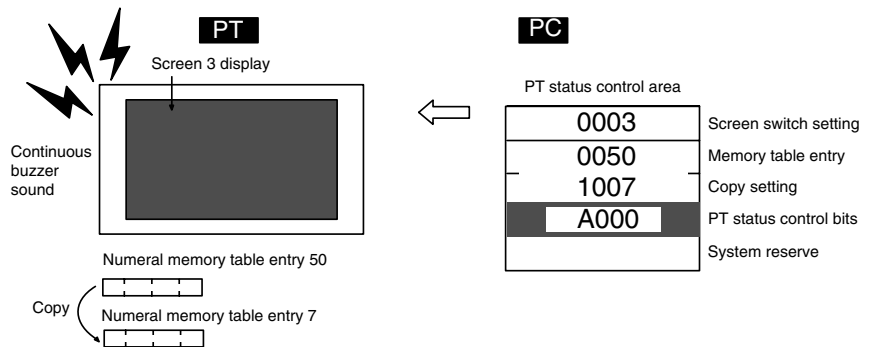 PT
Screen 3 display
Continuous
buzzer
sound
Numeral memory table entry 50
Copy
Numeral memory table entry 7
PC
PT status control area
0003 Screen switch setting
0050 Memory table entry
1007 Copy setting
A000 PT status control bits
System reserve